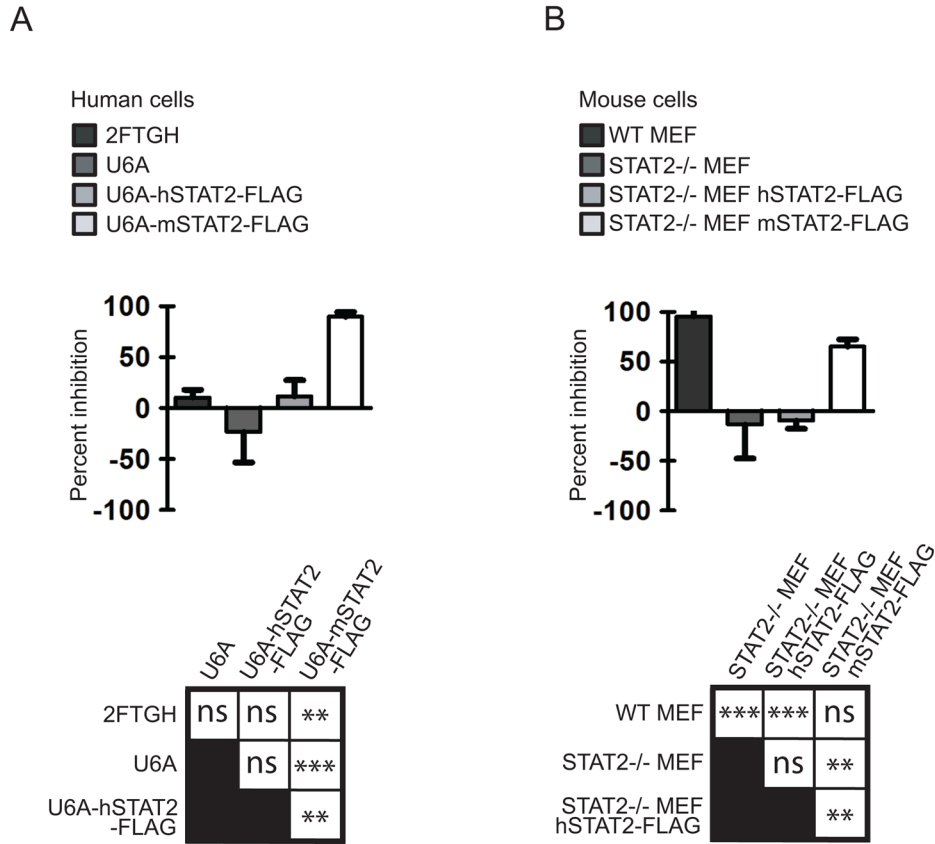 A
B
Human cells
2FTGH
U6A
U6A-hSTAT2-FLAG
U6A-mSTAT2-FLAG
Mouse cells
WT MEF
STAT2-/- MEF
STAT2-/- MEF hSTAT2-FLAG
STAT2-/- MEF mSTAT2-FLAG
Percent inhibition
100
50
0
-50
-100
Percent inhibition
100
50
0
-50
-100
U6A
U6A-hSTAT2
-FLAG
U6A-mSTAT2
-FLAG
2FTGH
ns
ns
**
U6A
ns
***
U6A-hSTAT2
-FLAG
**
STAT2-/- MEF
STAT2-/- MEF
hSTAT2-FLAG
STAT2-/- MEF
mSTAT2-FLAG
WT MEF
***
***
ns
STAT2-/- MEF
ns
**
STAT2-/- MEF
hSTAT2-FLAG
**